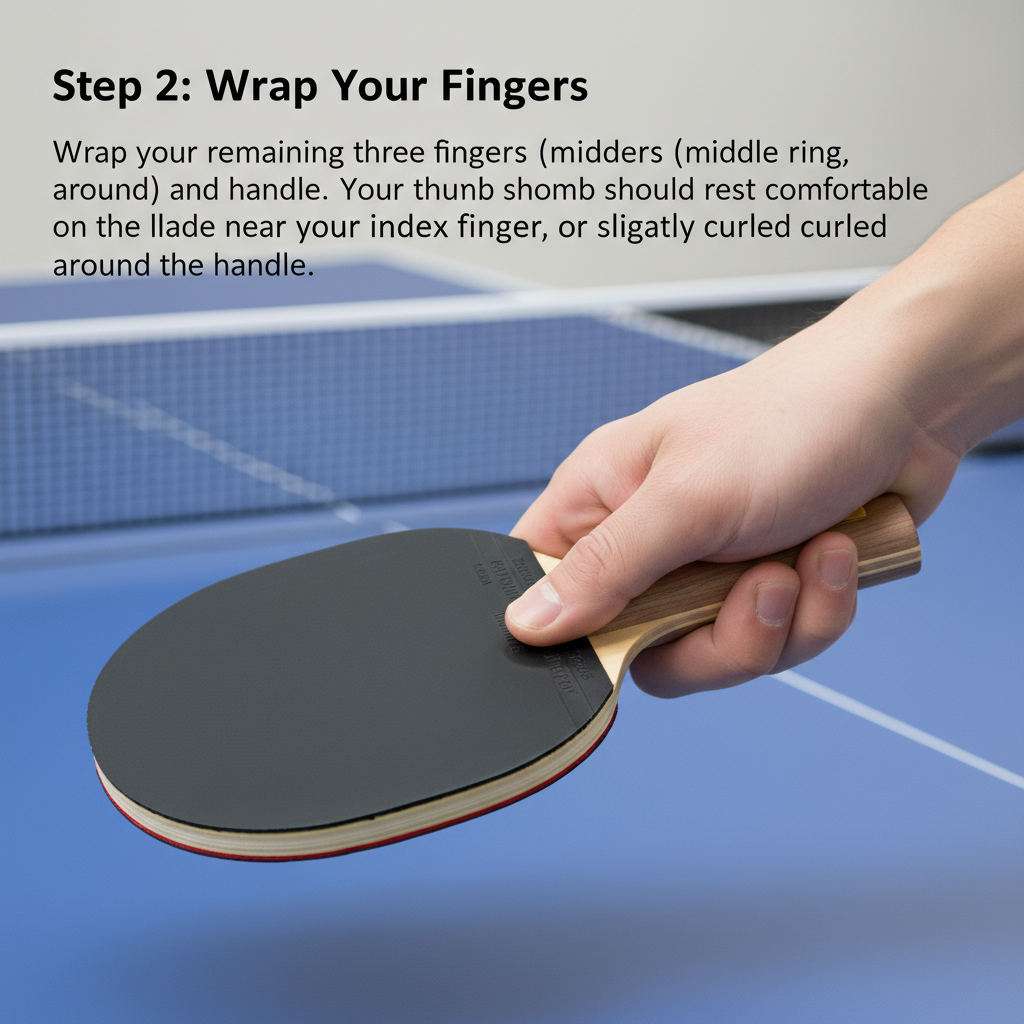 Step 2: Wrap Your Fingers
Wrap your remaining three fingers (midders (middle ring,
around) and handle. Your thunb shomb should rest comfortable
on the llade near your index finger, or sligatly curled curled
around the handle.